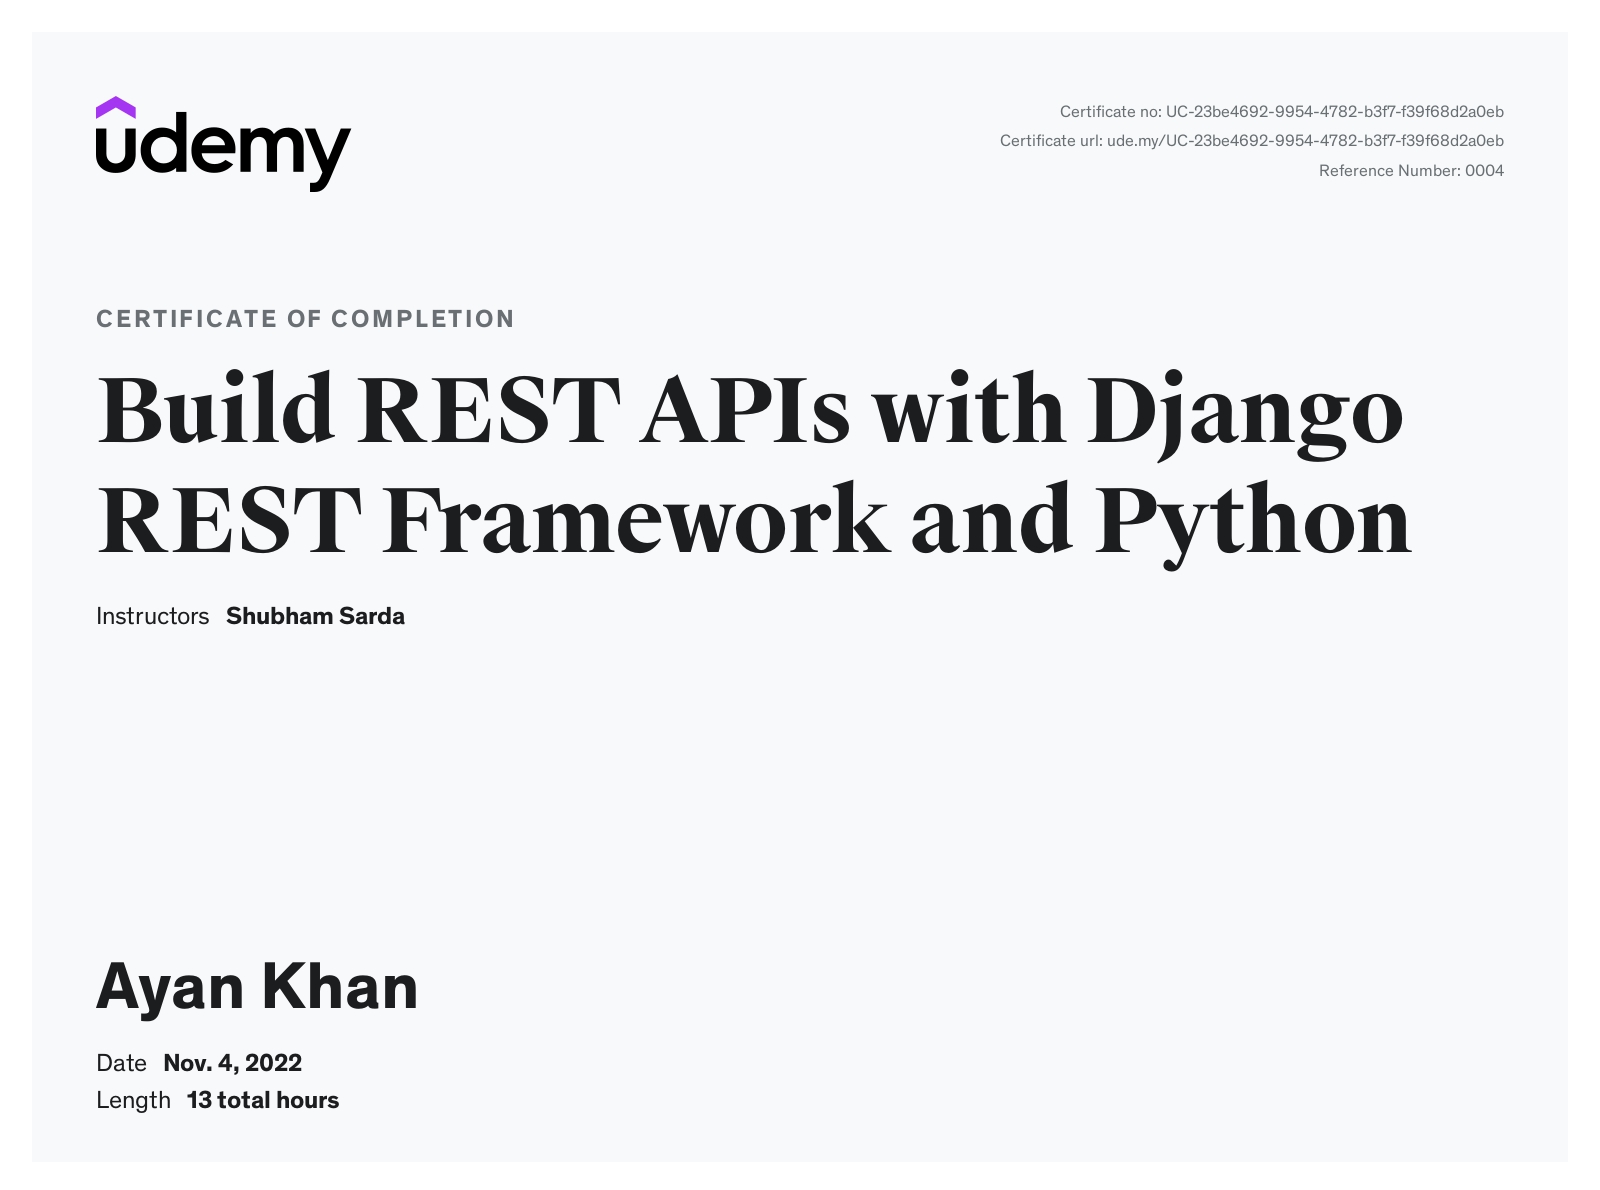 udemy
Certificate no: UC-23be4692-9954-4782-b3f7-f39f68d2a0eb
Certificate url: ude.my/UC-23be4692-9954-4782-b3f7-f39f68d2a0eb
Reference Number: 0004
CERTIFICATE OF COMPLETION
Build REST APIs with Django
REST Framework and Python
Instructors Shubham Sarda
Ayan Khan
Date Nov. 4, 2022
Length 13 total hours